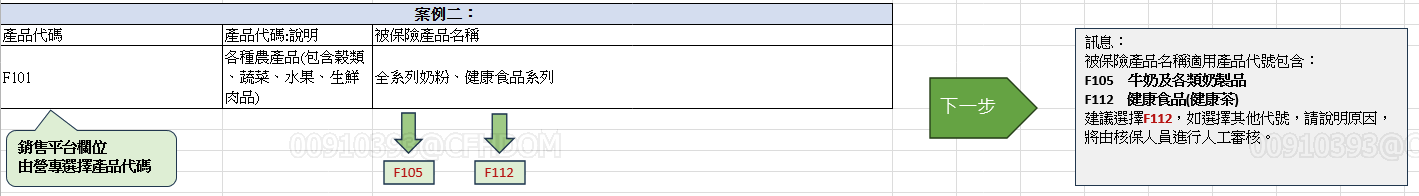 案例二：
產品代碼
產品代碼:說明
被保險產品名稱
F101
各種農產品(包含穀類
、蔬菜、水果、生鮮
肉品)
全系列奶粉、健康食品系列
銷售平台欄位
由營專選擇產品代碼
F105
F112
下一步
訊息：
被保險產品名稱適用產品代號包含：
F105 牛奶及各類奶製品
F112 健康食品(健康茶)
建議選擇F112，如選擇其他代號，請說明原因，
將由核保人員進行人工審核。